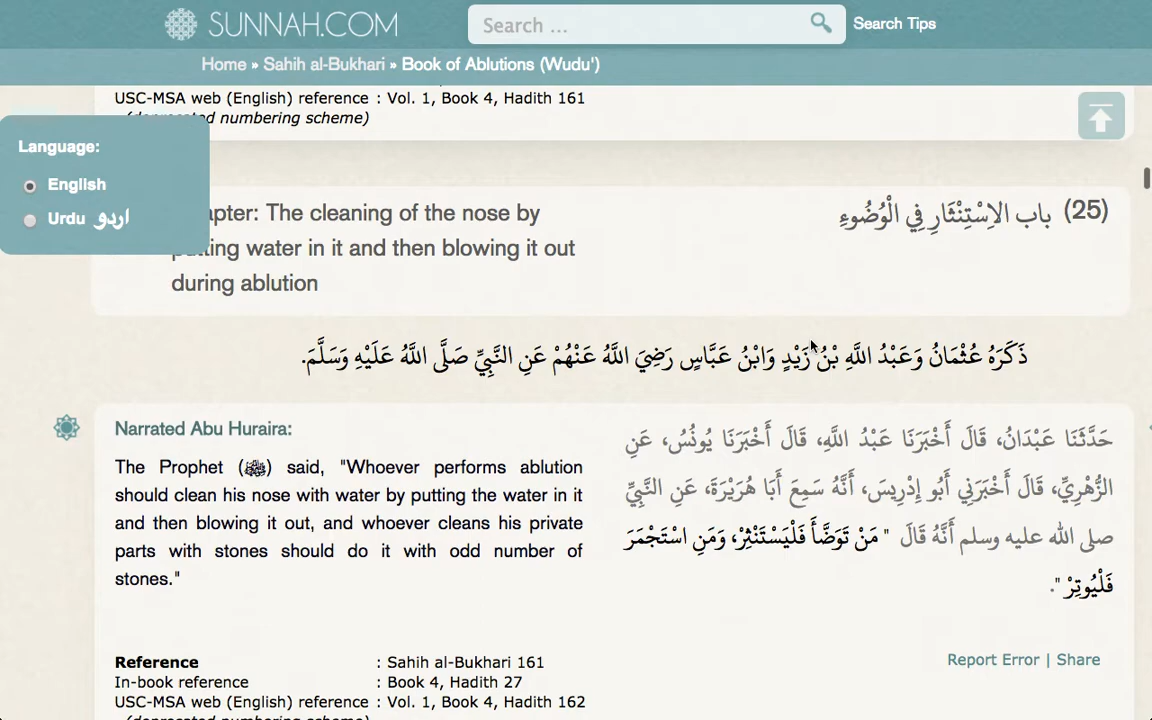 SUNNAH.COM
Search ...
Search Tips
Home » Sahih al-Bukhari » Book of Ablutions (Wudu')
USC-MSA web (English) reference : Vol. 1, Book 4, Hadith 161
(deprecated numbering scheme)
Language:
English
Urdu اردو
apter: The cleaning of the nose by
putting water in it and then blowing it out
during ablution
(25) باب الاِسْتِنْثَارِ فِي الْوُضُوءِ
ذَكَرَهُ عُثْمَانُ وَعَبْدُ اللَّهِ بْنُ زَيْدٍ وَابْنُ عَبَّاسٍ رَضِيَ اللَّهُ عَنْهُمْ عَنِ النَّبِيِّ صَلَّى اللَّهُ عَلَيْهِ وَسَلَّمَ.
Narrated Abu Huraira:
The Prophet (ﷺ) said, "Whoever performs ablution
should clean his nose with water by putting the water in it
and then blowing it out, and whoever cleans his private
parts with stones should do it with odd number of
stones."
حَدَّثَنَا عَبْدَانُ، قَالَ أَخْبَرَنَا عَبْدُ اللَّهِ، قَالَ أَخْبَرَنَا يُونُسُ، عَنِ
الزُّهْرِيِّ، قَالَ أَخْبَرَنِي أَبُو إِدْرِيسَ، أَنَّهُ سَمِعَ أَبَا هُرَيْرَةَ، عَنِ النَّبِيِّ
صلى الله عليه وسلم أَنَّهُ قَالَ " مَنْ تَوَضَّأَ فَلْيَسْتَنْثِرْ، وَمَنِ اسْتَجْمَرَ
فَلْيُوتِرْ ".
Reference : Sahih al-Bukhari 161
In-book reference : Book 4, Hadith 27
USC-MSA web (English) reference : Vol. 1, Book 4, Hadith 162
(deprecated numbering scheme)
Report Error | Share